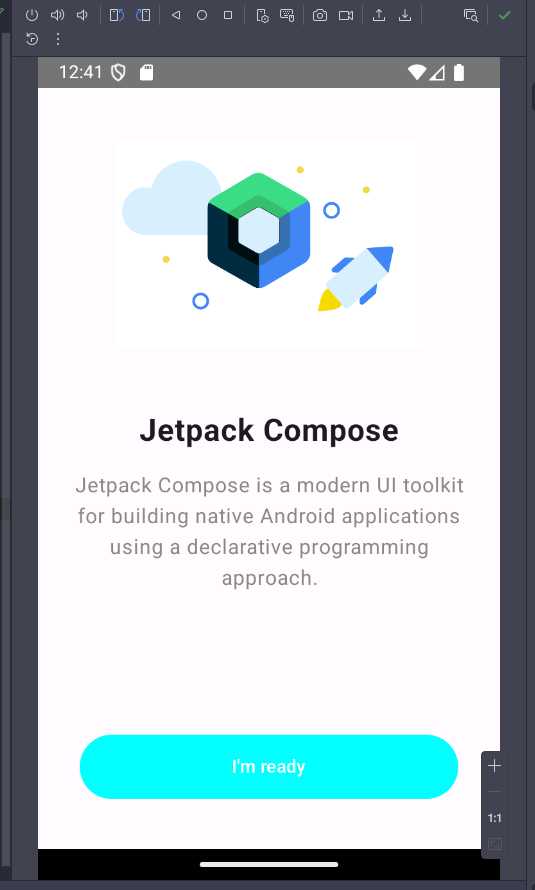 12:41
Jetpack Compose
Jetpack Compose is a modern UI toolkit
for building native Android applications
using a declarative programming
approach.
I'm ready
1:1